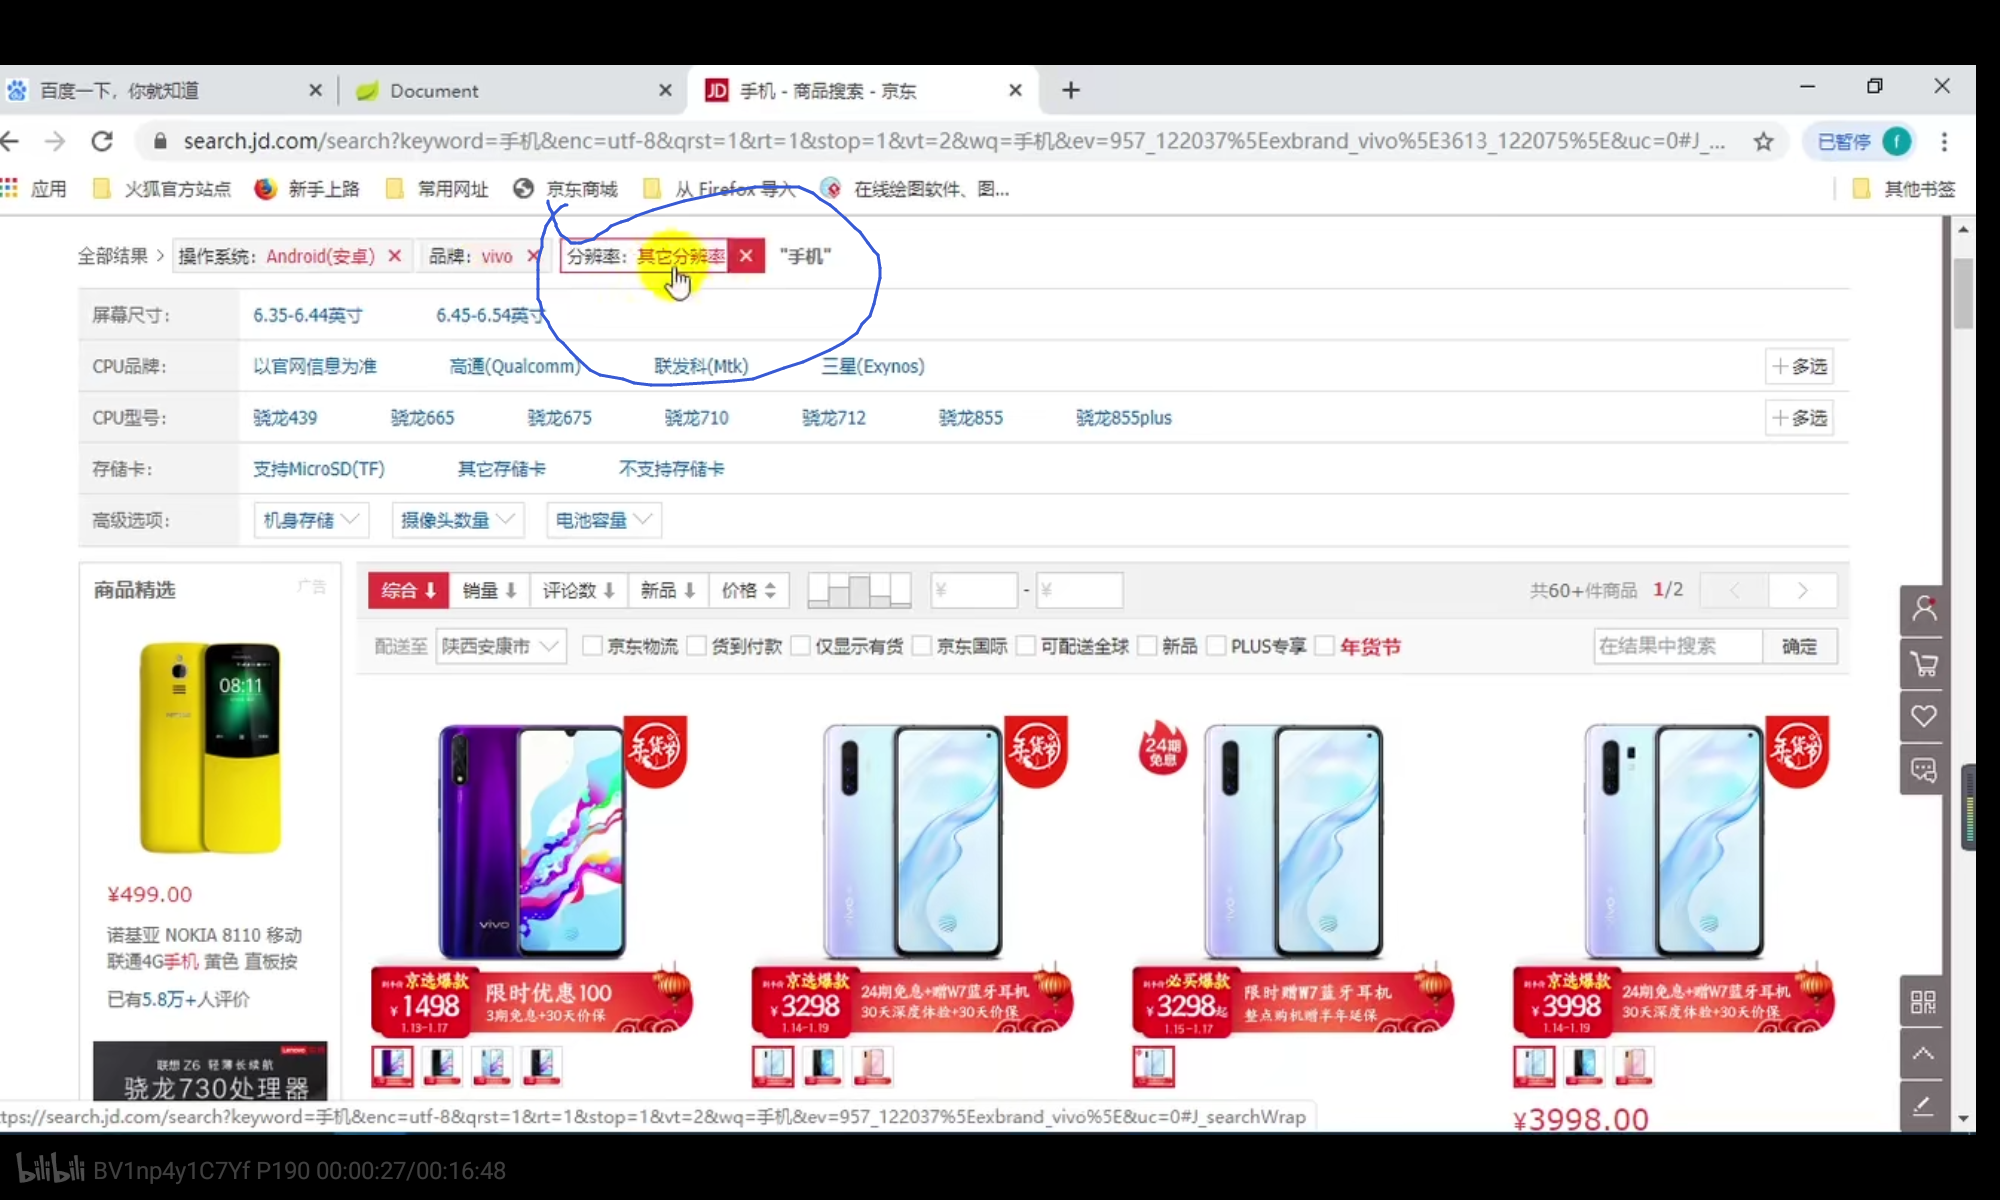 百度一下，你就知道
Document
JD 手机 - 商品搜索 - 京东
search.jd.com/search?keyword=手机&enc=utf-8&qrst=1&rt=1&stop=1&vt=2&wq=手机&ev=957_122037%5Eexbrand_vivo%5E3613_122075%5E&uc=0#J_...
已暂停 f
应用 火狐官方站点 新手上路 常用网址 京东商城 从 Firefox 导入 在线绘图软件、图... 其他书签
全部结果 > 操作系统：Android(安卓) × 品牌：vivo × 分辨率：其它分辨率 × "手机"
屏幕尺寸： 6.35-6.44英寸 6.45-6.54英寸
CPU品牌： 以官网信息为准 高通(Qualcomm) 联发科(Mtk) 三星(Exynos) +多选
CPU型号： 骁龙439 骁龙665 骁龙675 骁龙710 骁龙712 骁龙855 骁龙855plus +多选
存储卡： 支持MicroSD(TF) 其它存储卡 不支持存储卡
高级选项： 机身存储 摄像头数量 电池容量
商品精选 广告
综合 销量 评论数 新品 价格 ¥ - ¥ 共60+件商品 1/2 < >
配送至 陕西安康市 京东物流 货到付款 仅显示有货 京东国际 可配送全球 新品 PLUS专享 年货节 在结果中搜索 确定
08:11
¥499.00
诺基亚 NOKIA 8110 移动
联通4G手机 黄色 直板按
已有5.8万+人评价
Lenovo
联想 Z6 轻薄长续航
骁龙730处理器
年货节
vivo
京选爆款
¥1498
1.13-1.17
限时优惠100
3期免息+30天价保
年货节
京选爆款
¥3298
1.14-1.19
24期免息+赠W7蓝牙耳机
30天深度体验+30天价保
24期
免息
必买爆款
¥3298起
1.15-1.17
限时赠W7蓝牙耳机
整点购机赠半年延保
年货节
京选爆款
¥3998
1.14-1.19
24期免息+赠W7蓝牙耳机
30天深度体验+30天价保
¥3998.00
tps://search.jd.com/search?keyword=手机&enc=utf-8&qrst=1&rt=1&stop=1&vt=2&wq=手机&ev=957_122037%5Eexbrand_vivo%5E&uc=0#J_searchWrap
bilibili BV1np4y1C7Yf P190 00:00:27/00:16:48